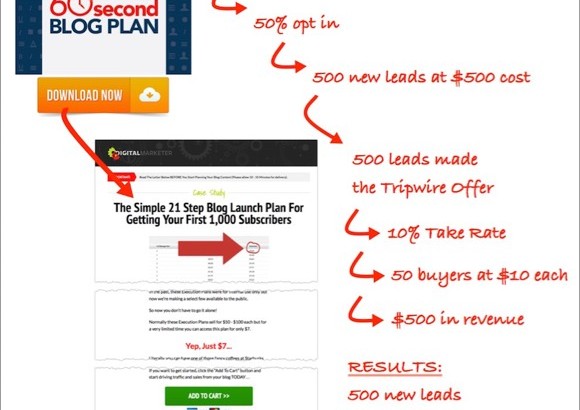 60 second
BLOG PLAN
DOWNLOAD NOW
50% opt in
500 new leads at $500 cost
500 leads made
the Tripwire Offer
10% Take Rate
50 buyers at $10 each
$500 in revenue
RESULTS:
500 new leads
DIGITALMARKETER
Case Study
The Simple 21 Step Blog Launch Plan For
Getting Your First 1,000 Subscribers
now we're making a select few available to the public.
So now you don't have to go it alone!
Normally these Execution Plans sell for $50 - $100 each but for
a very limited time you can access this plan for only $7.
Yep, Just $7...
If you want to get started, click the "Add To Cart" button and
start driving traffic and sales from your blog TODAY...
ADD TO CART >>